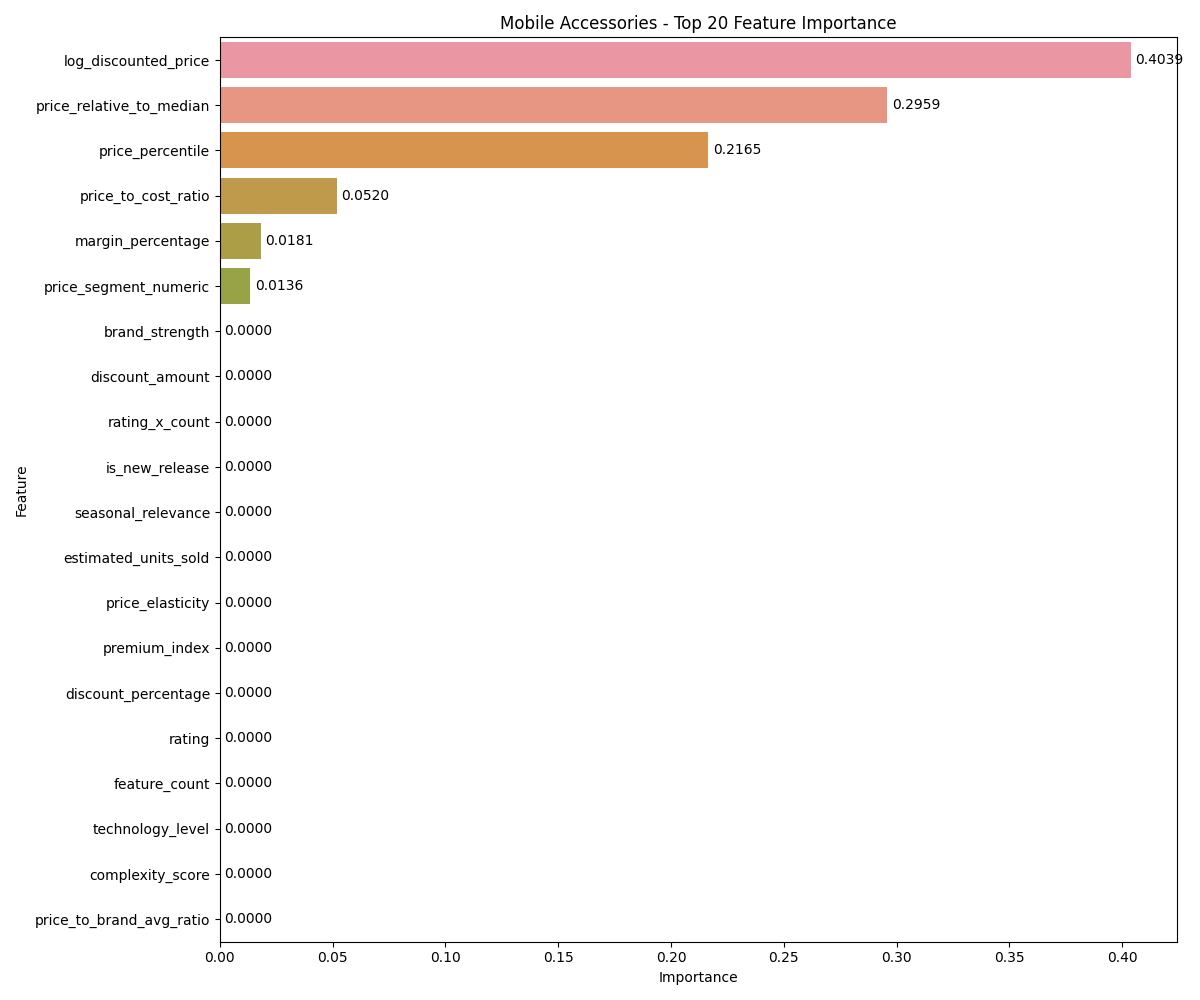 Mobile Accessories - Top 20 Feature Importance
log_discounted_price 0.4039
price_relative_to_median 0.2959
price_percentile 0.2165
price_to_cost_ratio 0.0520
margin_percentage 0.0181
price_segment_numeric 0.0136
brand_strength 0.0000
discount_amount 0.0000
rating_x_count 0.0000
is_new_release 0.0000
seasonal_relevance 0.0000
estimated_units_sold 0.0000
price_elasticity 0.0000
premium_index 0.0000
discount_percentage 0.0000
rating 0.0000
feature_count 0.0000
technology_level 0.0000
complexity_score 0.0000
price_to_brand_avg_ratio 0.0000
Feature
0.00 0.05 0.10 0.15 0.20 0.25 0.30 0.35 0.40
Importance